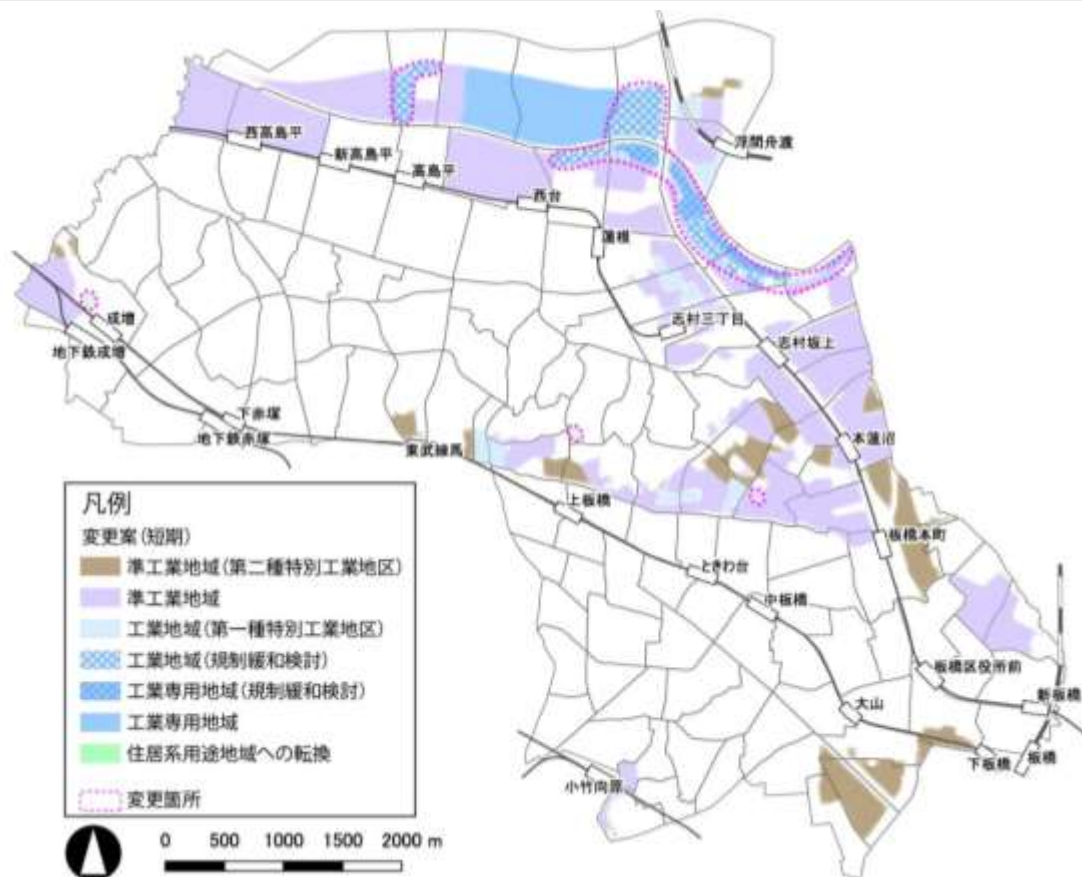 浮間舟渡
西高島平
新高島平
高島平
西台
蓮根
志村三丁目
志村坂上
成増
地下鉄成増
下赤塚
地下鉄赤塚
東武練馬
本蓮沼
上板橋
板橋本町
ときわ台
中板橋
板橋区役所前
新板橋
大山
下板橋
板橋
小竹向原
凡例
変更案(短期)
準工業地域(第二種特別工業地区)
準工業地域
工業地域(第一種特別工業地区)
工業地域(規制緩和検討)
工業専用地域(規制緩和検討)
工業専用地域
住居系用途地域への転換
変更箇所
0 500 1000 1500 2000 m